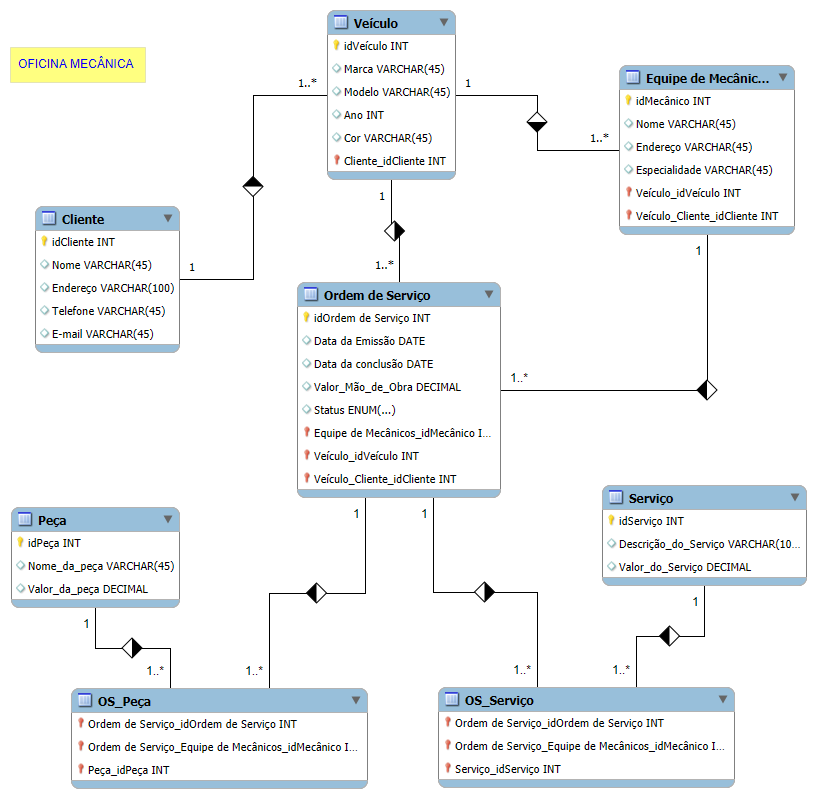 OFICINA MECÂNICA
Veículo
idVeículo INT
Marca VARCHAR(45)
Modelo VARCHAR(45)
Ano INT
Cor VARCHAR(45)
Cliente_idCliente INT
1..*
1
1
1..*
Equipe de Mecânic...
idMecânico INT
Nome VARCHAR(45)
Endereço VARCHAR(45)
Especialidade VARCHAR(45)
Veículo_idVeículo INT
Veículo_Cliente_idCliente INT
1..*
1
Cliente
idCliente INT
Nome VARCHAR(45)
Endereço VARCHAR(100)
Telefone VARCHAR(45)
E-mail VARCHAR(45)
1
Ordem de Serviço
idOrdem de Serviço INT
Data da Emissão DATE
Data da conclusão DATE
Valor_Mão_de_Obra DECIMAL
Status ENUM(...)
Equipe de Mecânicos_idMecânico I...
Veículo_idVeículo INT
Veículo_Cliente_idCliente INT
1..*
1
1
Peça
idPeça INT
Nome_da_peça VARCHAR(45)
Valor_da_peça DECIMAL
1
Serviço
idServiço INT
Descrição_do_Serviço VARCHAR(10...
Valor_do_Serviço DECIMAL
1
1..*
1..*
1..*
1..*
OS_Peça
Ordem de Serviço_idOrdem de Serviço INT
Ordem de Serviço_Equipe de Mecânicos_idMecânico I...
Peça_idPeça INT
OS_Serviço
Ordem de Serviço_idOrdem de Serviço INT
Ordem de Serviço_Equipe de Mecânicos_idMecânico I...
Serviço_idServiço INT